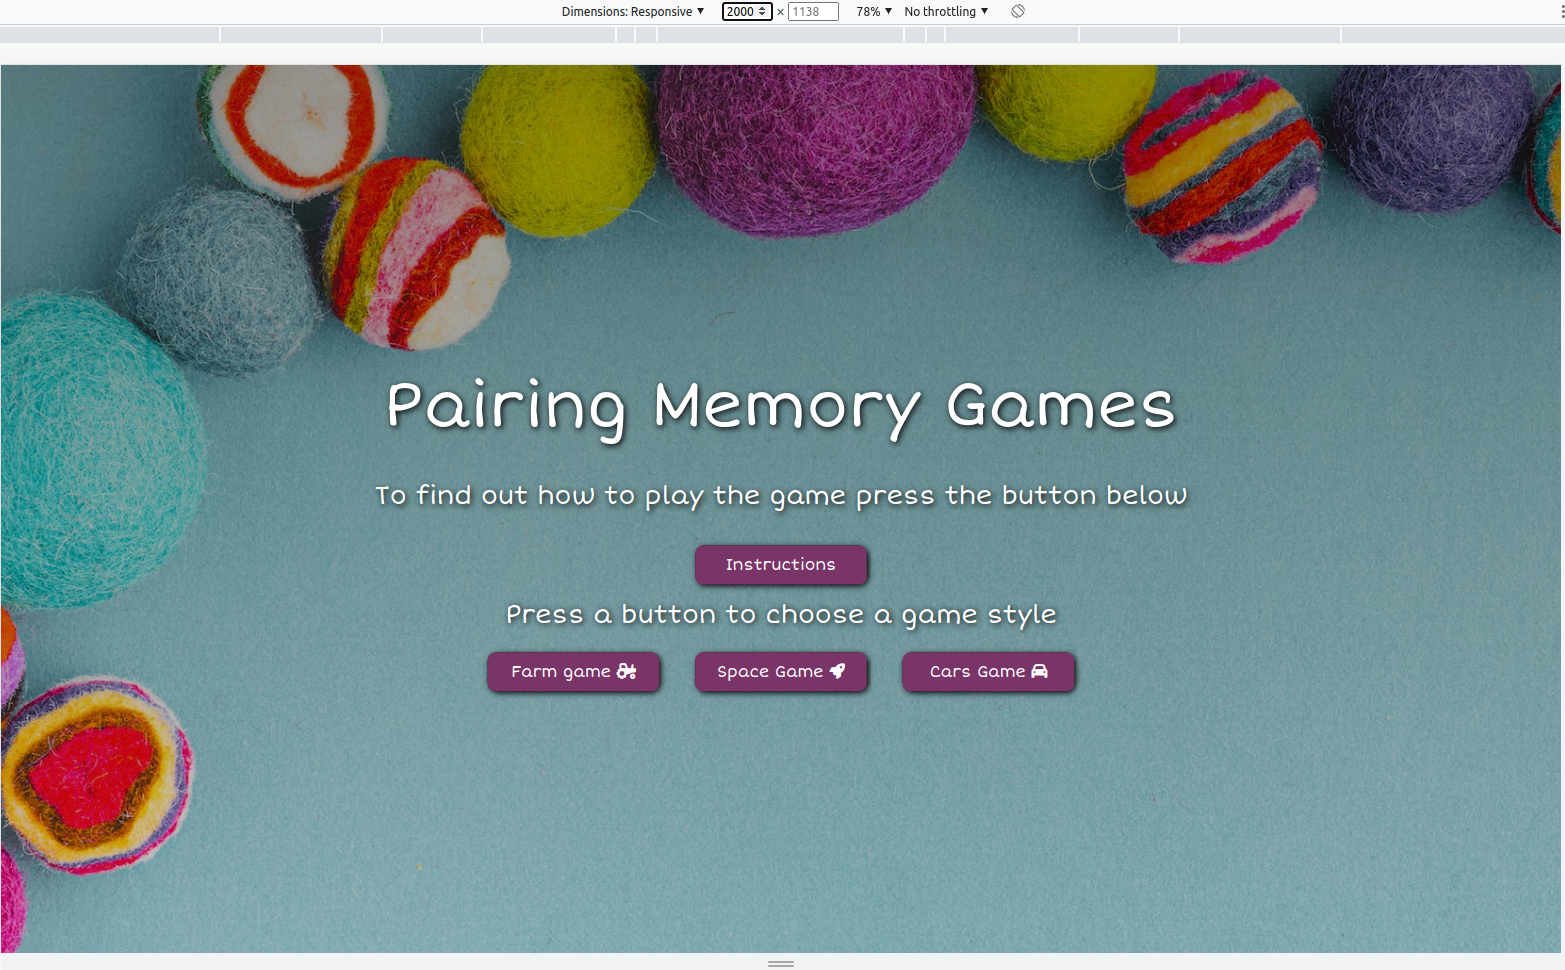 Dimensions: Responsive 2000 × 1138 78% No throttling
Pairing Memory Games
To find out how to play the game press the button below
Instructions
Press a button to choose a game style
Farm game Space Game Cars Game